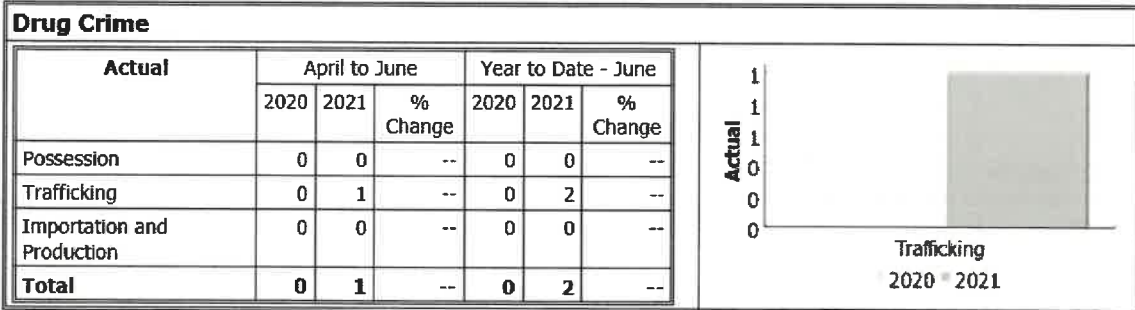 Drug Crime
Actual April to June Year to Date - June
2020 2021 % Change 2020 2021 % Change
Possession 0 0 -- 0 0 --
Trafficking 0 1 -- 0 2 --
Importation and Production 0 0 -- 0 0 --
Total 0 1 -- 0 2 --
Actual
1
1
1
0
0
0
Trafficking
2020 2021